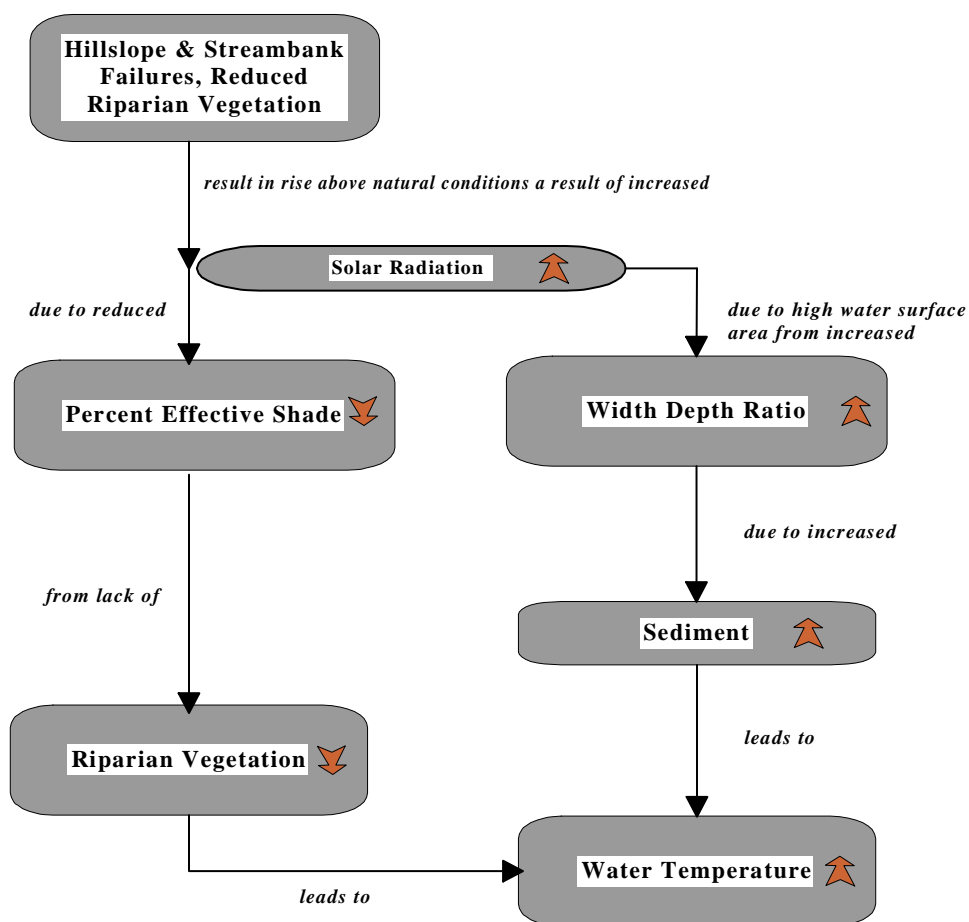 Hillslope & Streambank
Failures, Reduced
Riparian Vegetation
result in rise above natural conditions a result of increased
Solar Radiation
due to reduced
due to high water surface
area from increased
Percent Effective Shade
Width Depth Ratio
due to increased
from lack of
Sediment
Riparian Vegetation
leads to
Water Temperature
leads to